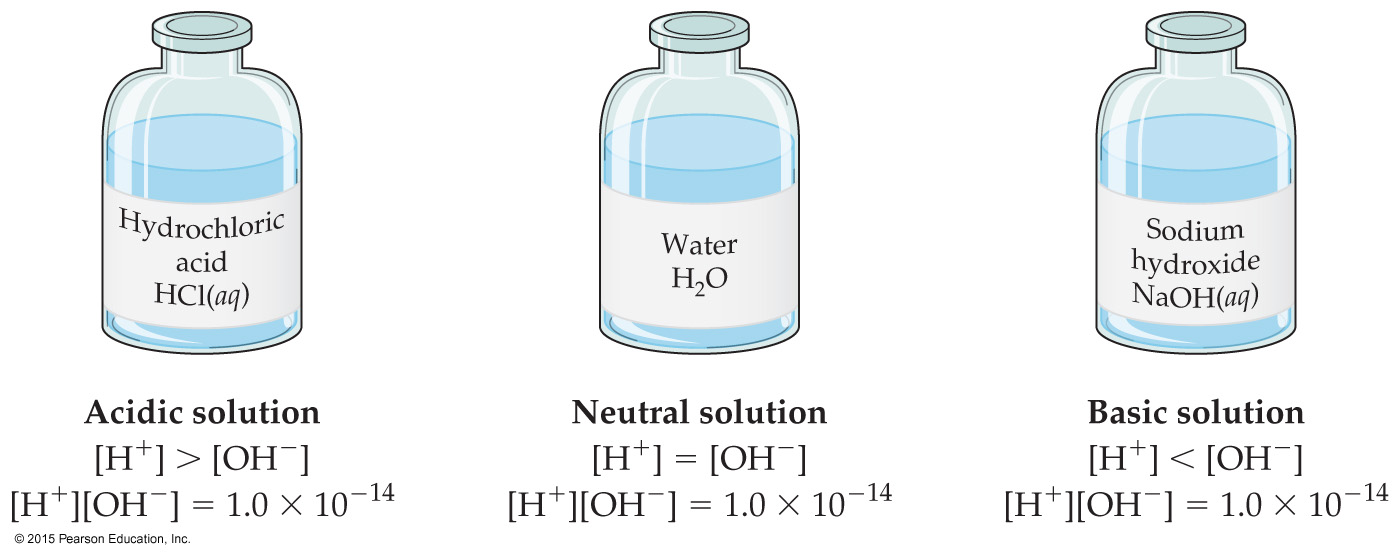 Hydrochloric
acid
HCl(aq)
Water
H₂O
Sodium
hydroxide
NaOH(aq)
Acidic solution
[H⁺] > [OH⁻]
[H⁺][OH⁻] = 1.0 × 10⁻¹⁴
Neutral solution
[H⁺] = [OH⁻]
[H⁺][OH⁻] = 1.0 × 10⁻¹⁴
Basic solution
[H⁺] < [OH⁻]
[H⁺][OH⁻] = 1.0 × 10⁻¹⁴
© 2015 Pearson Education, Inc.